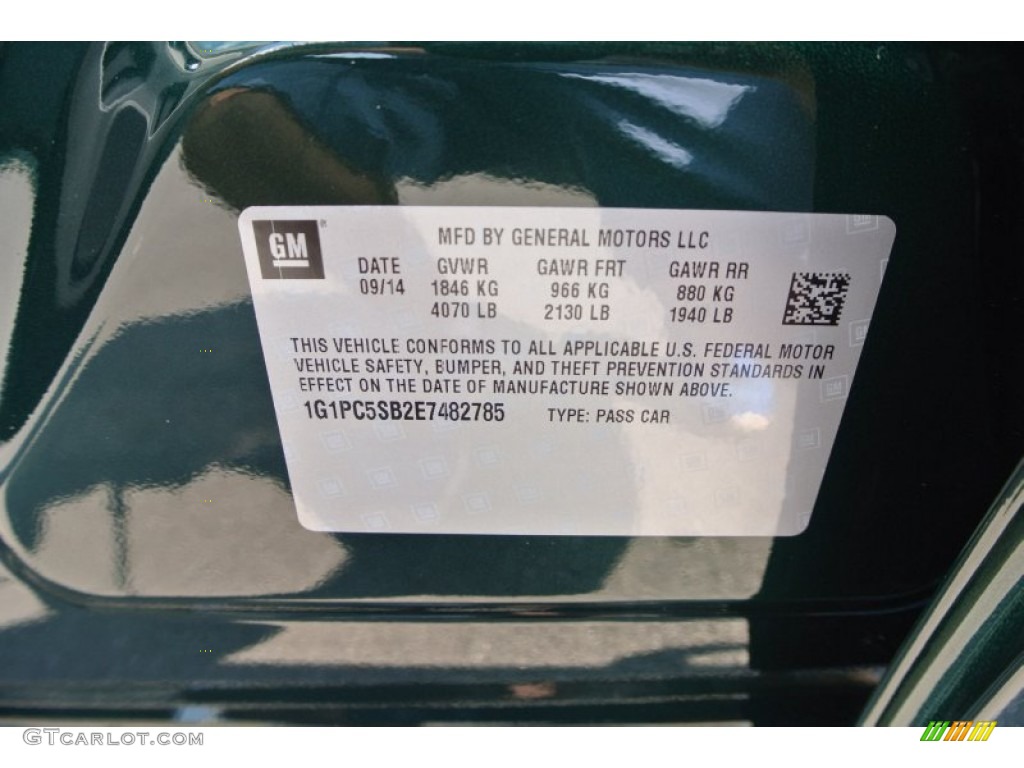 GM
MFD BY GENERAL MOTORS LLC
DATE GVWR GAWR FRT GAWR RR
09/14 1846 KG 966 KG 880 KG
4070 LB 2130 LB 1940 LB
THIS VEHICLE CONFORMS TO ALL APPLICABLE U.S. FEDERAL MOTOR
VEHICLE SAFETY, BUMPER, AND THEFT PREVENTION STANDARDS IN
EFFECT ON THE DATE OF MANUFACTURE SHOWN ABOVE.
1G1PC5SB2E7482785 TYPE: PASS CAR
GTcarlot.com